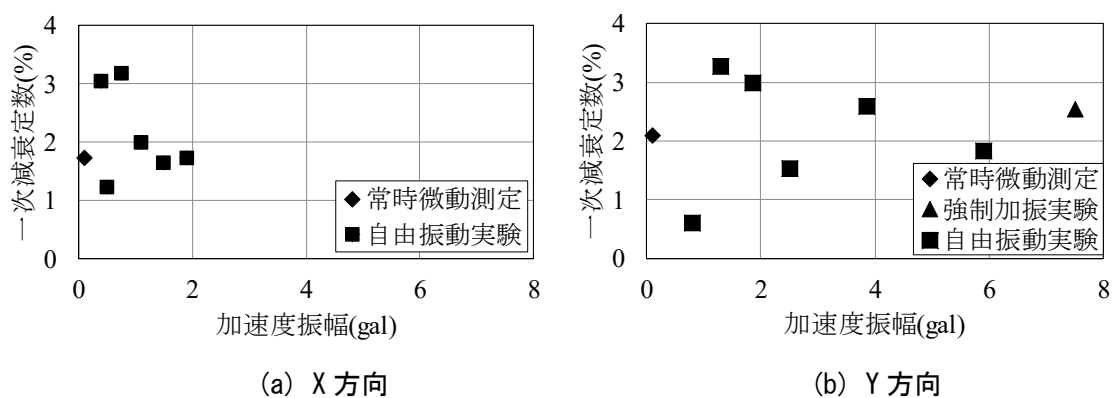 4
3
2
1
0
一次減衰定数(%)
0 2 4 6 8
加速度振幅(gal)
常時微動測定
自由振動実験
(a) X 方向
4
3
2
1
0
一次減衰定数(%)
0 2 4 6 8
加速度振幅(gal)
常時微動測定
強制加振実験
自由振動実験
(b) Y 方向